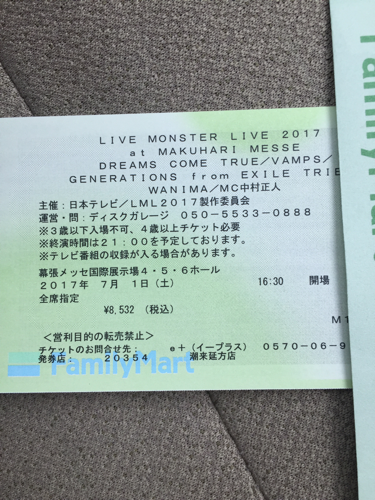 LIVE MONSTER LIVE 2017
at MAKUHARI MESSE
DREAMS COME TRUE/VAMPS/
GENERATIONS from EXILE TRIB
WANIMA/MC中村正人
主催:日本テレビ/LML2017製作委員会
運営・問:ディスクガレージ 050-5533-0888
※3歳以下入場不可、4歳以上チケット必要
※終演時間は21:00を予定しております。
※テレビ番組の収録が入る場合があります。
幕張メッセ国際展示場4・5・6ホール
2017年 7月 1日(土) 16:30 開場
全席指定
¥8,532 (税込)
M1
<営利目的の転売禁止>
チケットのお問合せ先: e+(イープラス) 0570-06-9
発券店: 20354 潮来延方店
FamilyMart
FamilyMar